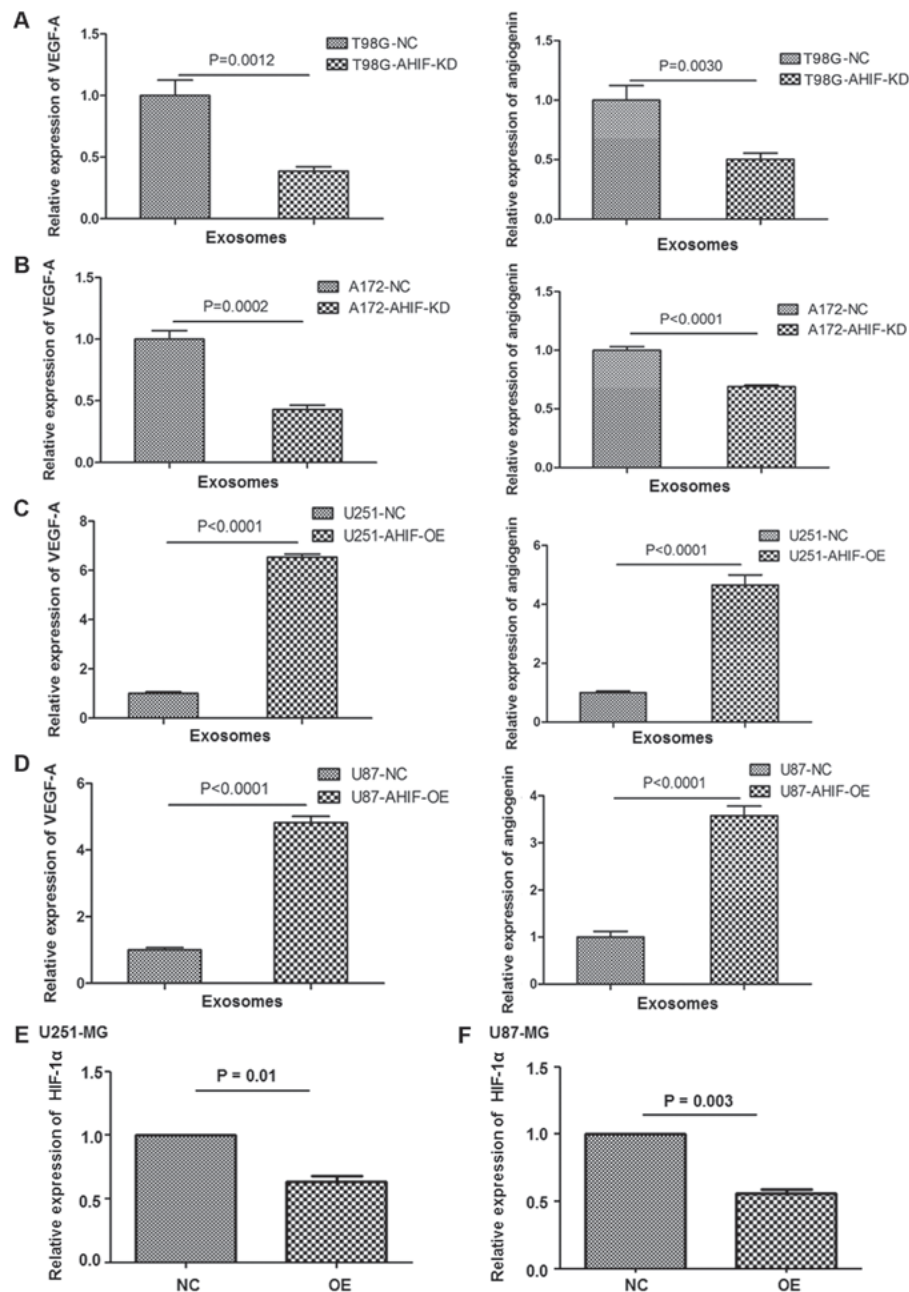 A
Relative expression of VEGF-A
1.5
1.0
0.5
0.0
P=0.0012
T98G-NC
T98G-AHIF-KD
Exosomes
Relative expression of angiogenin
1.5
1.0
0.5
0.0
P=0.0030
T98G-NC
T98G-AHIF-KD
Exosomes
B
Relative expression of VEGF-A
1.5
1.0
0.5
0.0
P=0.0002
A172-NC
A172-AHIF-KD
Exosomes
Relative expression of angiogenin
1.5
1.0
0.5
0.0
P<0.0001
A172-NC
A172-AHIF-KD
Exosomes
C
Relative expression of VEGF-A
8
6
4
2
0
P<0.0001
U251-NC
U251-AHIF-OE
Exosomes
Relative expression of angiogenin
6
4
2
0
P<0.0001
U251-NC
U251-AHIF-OE
Exosomes
D
Relative expression of VEGF-A
6
4
2
0
P<0.0001
U87-NC
U87-AHIF-OE
Exosomes
Relative expression of angiogenin
4
3
2
1
0
P<0.0001
U87-NC
U87-AHIF-OE
Exosomes
E U251-MG
Relative expression of HIF-1α
1.5
1.0
0.5
0.0
P = 0.01
NC OE
F U87-MG
Relative expression of HIF-1α
1.5
1.0
0.5
0.0
P = 0.003
NC OE